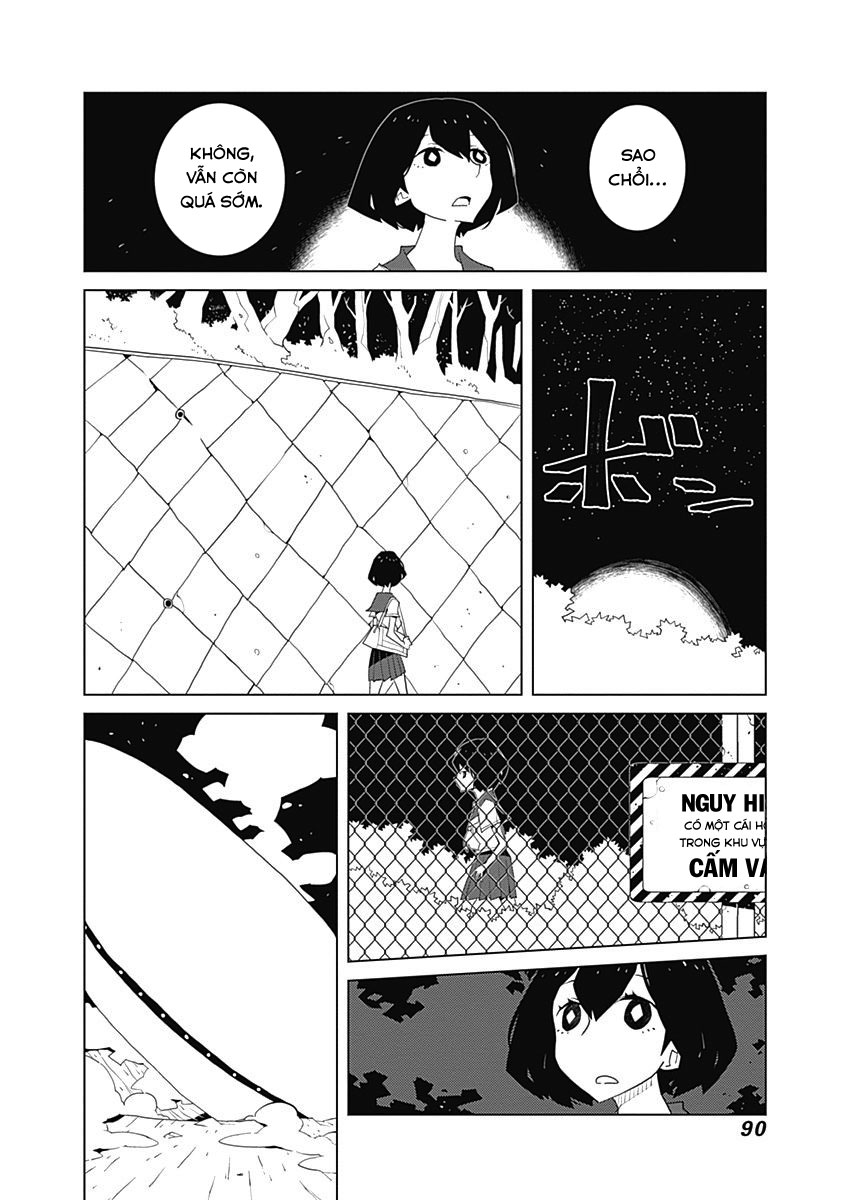 SAO
CHỔI...
KHÔNG,
VẪN CÒN
QUÁ SỚM.
ボン
NGUY HI
CÓ MỘT CÁI H
TRONG KHU VỰ
CẤM VÀ
90